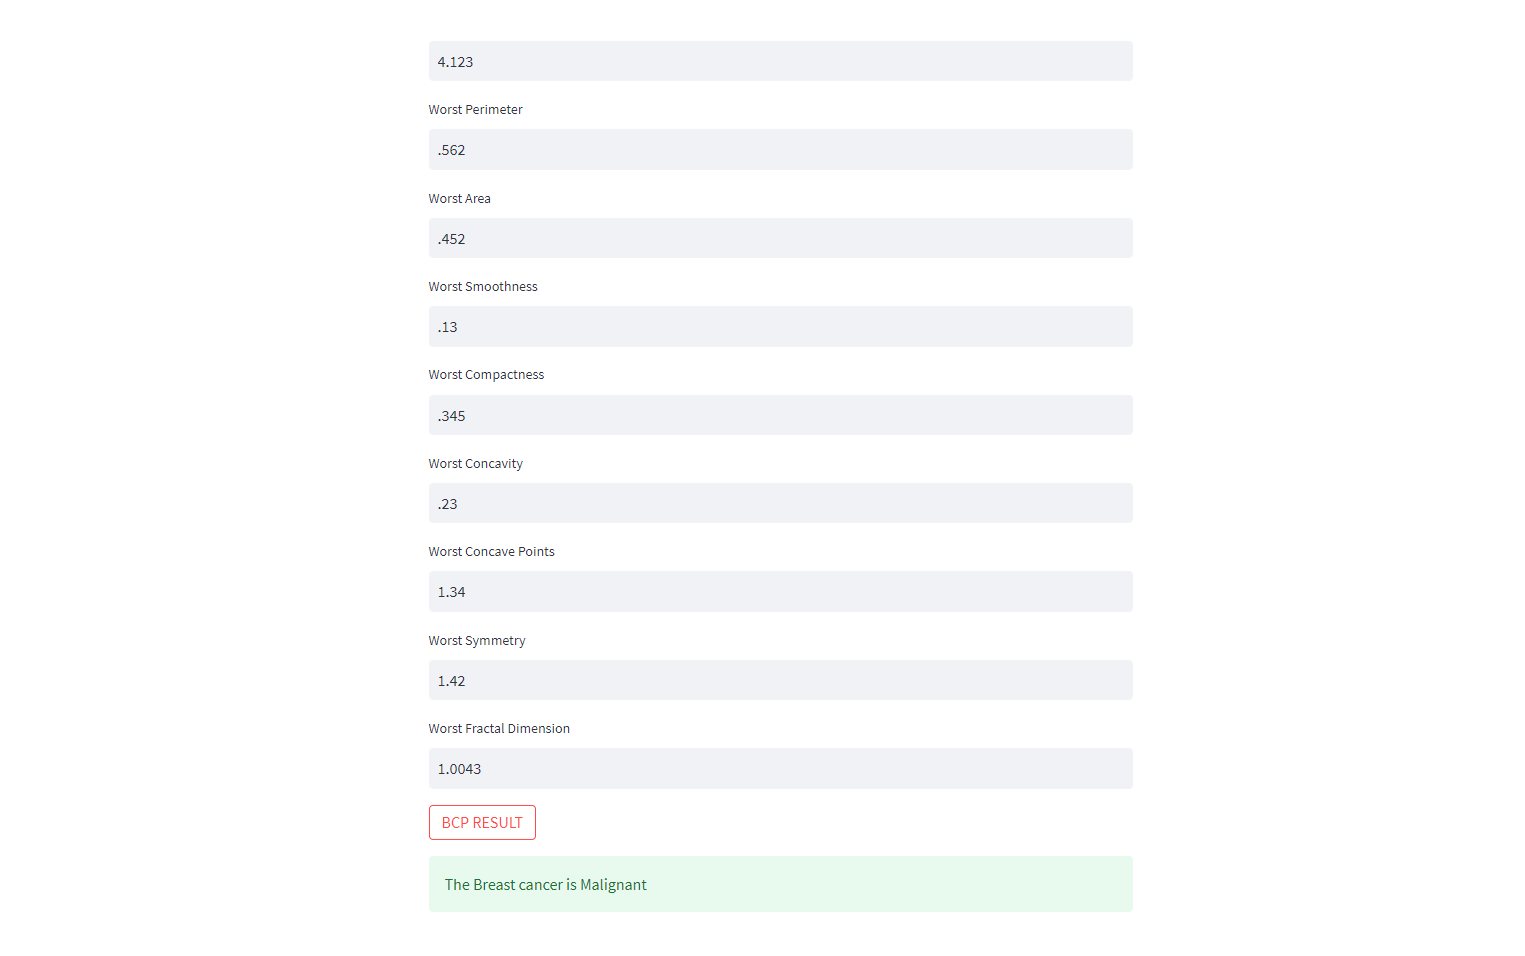 4.123
Worst Perimeter
.562
Worst Area
.452
Worst Smoothness
.13
Worst Compactness
.345
Worst Concavity
.23
Worst Concave Points
1.34
Worst Symmetry
1.42
Worst Fractal Dimension
1.0043
BCP RESULT
The Breast cancer is Malignant